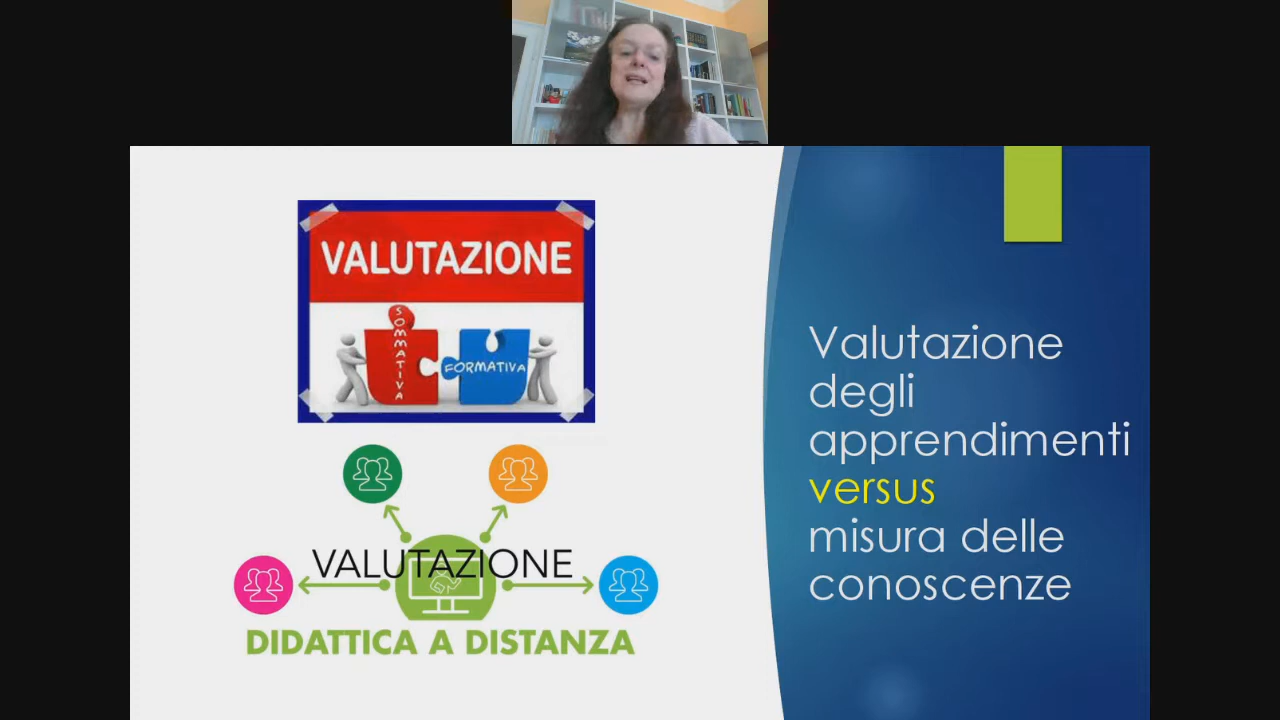 VALUTAZIONE
SOMMATIVA
FORMATIVA
VALUTAZIONE
DIDATTICA A DISTANZA
Valutazione
degli
apprendimenti
versus
misura delle
conoscenze